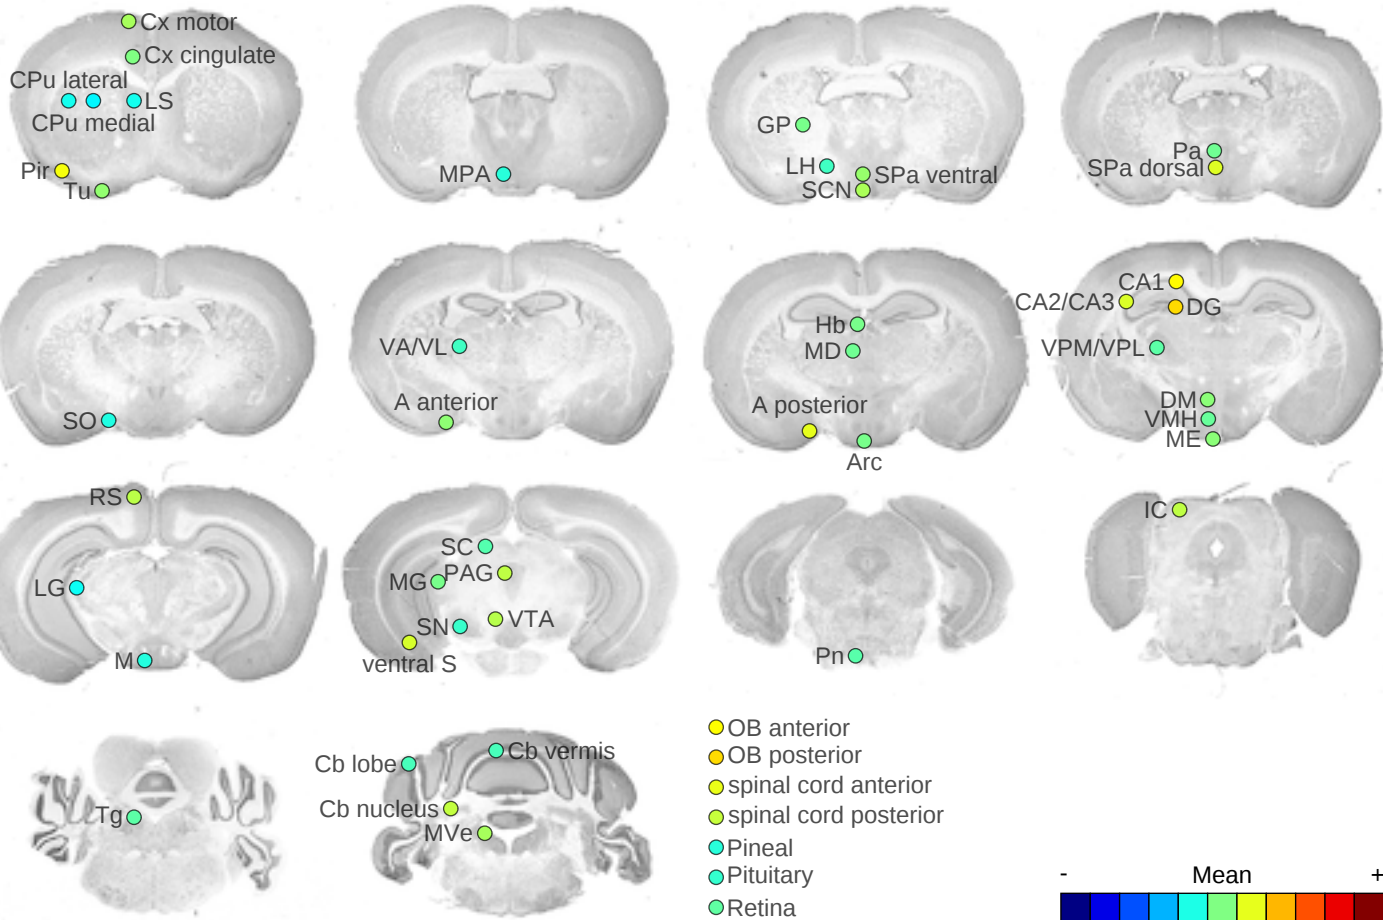 Cx motor
Cx cingulate
CPu lateral
LS
CPu medial
Pir
Tu
MPA
GP
LH
SPa ventral
SCN
Pa
SPa dorsal
SO
VA/VL
A anterior
Hb
MD
A posterior
Arc
CA1
CA2/CA3
DG
VPM/VPL
DM
VMH
ME
RS
LG
M
SC
PAG
MG
VTA
SN
ventral S
Pn
IC
Tg
Cb lobe
Cb vermis
Cb nucleus
MVe
OB anterior
OB posterior
spinal cord anterior
spinal cord posterior
Pineal
Pituitary
Retina
- Mean +